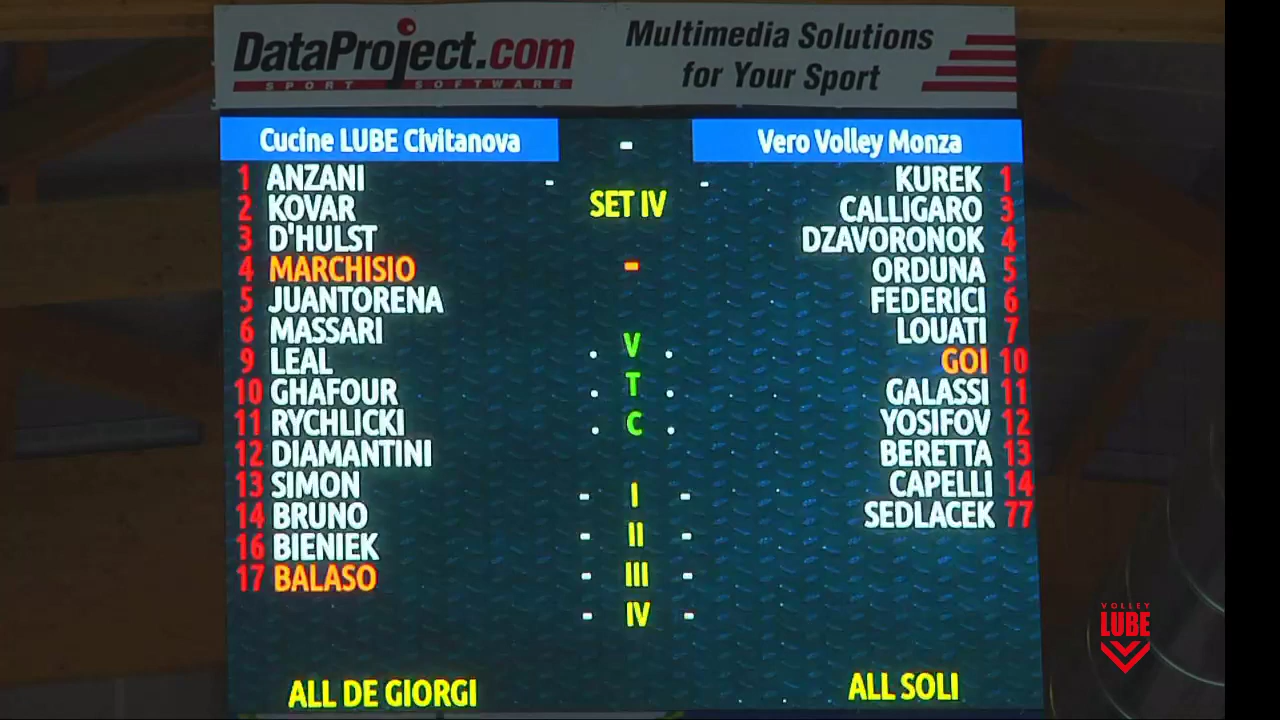 DataProject.com
SPORT SOFTWARE
Multimedia Solutions
for Your Sport
Cucine LUBE Civitanova - Vero Volley Monza
1 ANZANI - - KUREK 1
SET IV
2 KOVAR CALLIGARO 3
3 D'HULST DZAVORONOK 4
4 MARCHISIO - ORDUNA 5
5 JUANTORENA FEDERICI 6
6 MASSARI LOUATI 7
. V .
9 LEAL GOI 10
10 GHAFOUR . T . GALASSI 11
11 RYCHLICKI . C . YOSIFOV 12
12 DIAMANTINI BERETTA 13
13 SIMON - I - CAPELLI 14
14 BRUNO SEDLACEK 77
- II -
16 BIENIEK
17 BALASO - III -
- IV -
ALL DE GIORGI ALL SOLI
VOLLEY
LUBE